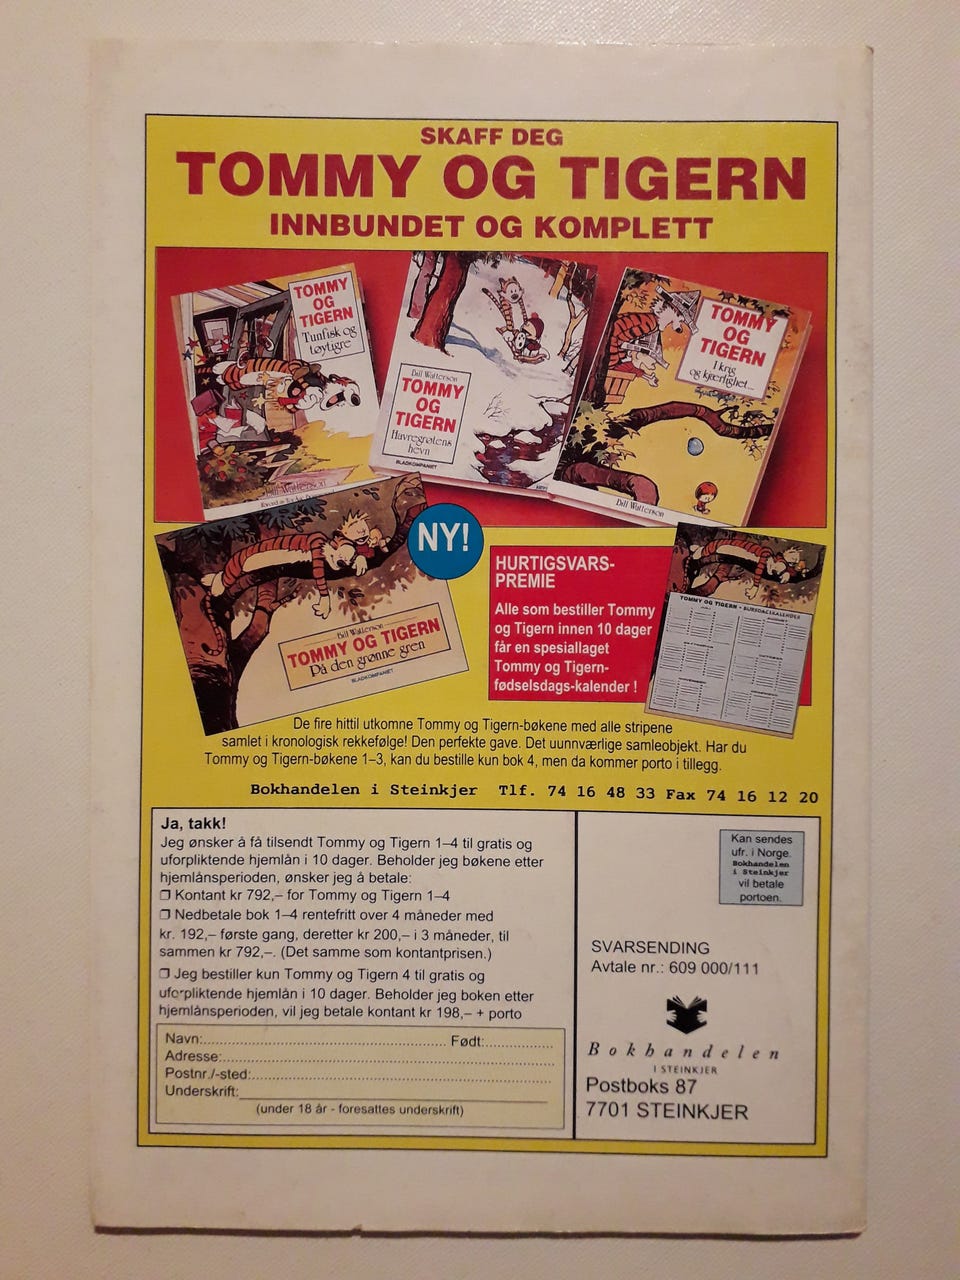 SKAFF DEG
TOMMY OG TIGERN
INNBUNDET OG KOMPLETT
TOMMY
OG
TIGERN
Tunfisk og
tøytigre
Bill Watterson
Bill Watterson
TOMMY
OG
TIGERN
Havregrøtens
hevn
BLADKOMPANIET
TOMMY
OG
TIGERN
I krig
og kjærlighet...
Bill Watterson
NY!
Bill Watterson
TOMMY OG TIGERN
På den grønne gren
BLADKOMPANIET
HURTIGSVARS-
PREMIE
Alle som bestiller Tommy
og Tigern innen 10 dager
får en spesiallaget
Tommy og Tigern-
fødselsdags-kalender !
TOMMY OG TIGERN - BURSDAGSKALENDER
De fire hittil utkomne Tommy og Tigern-bøkene med alle stripene
samlet i kronologisk rekkefølge! Den perfekte gave. Det uunnværlige samleobjekt. Har du
Tommy og Tigern-bøkene 1–3, kan du bestille kun bok 4, men da kommer porto i tillegg.
Bokhandelen i Steinkjer Tlf. 74 16 48 33 Fax 74 16 12 20
Ja, takk!
Jeg ønsker å få tilsendt Tommy og Tigern 1–4 til gratis og
uforpliktende hjemlån i 10 dager. Beholder jeg bøkene etter
hjemlånsperioden, ønsker jeg å betale:
❒ Kontant kr 792,– for Tommy og Tigern 1–4
❒ Nedbetale bok 1–4 rentefritt over 4 måneder med
kr. 192,– første gang, deretter kr 200,– i 3 måneder, til
sammen kr 792,–. (Det samme som kontantprisen.)
❒ Jeg bestiller kun Tommy og Tigern 4 til gratis og
uforpliktende hjemlån i 10 dager. Beholder jeg boken etter
hjemlånsperioden, vil jeg betale kontant kr 198,– + porto
Navn: Født:
Adresse:
Postnr./-sted:
Underskrift:
(under 18 år - foresattes underskrift)
Kan sendes
ufr. i Norge.
Bokhandelen
i Steinkjer
vil betale
portoen.
SVARSENDING
Avtale nr.: 609 000/111
Bokhandelen
I STEINKJER
Postboks 87
7701 STEINKJER